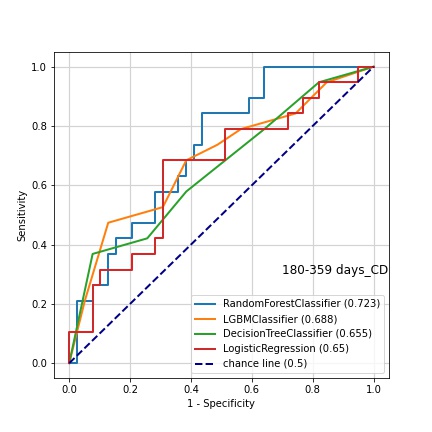 1.0
0.8
0.6
0.4
0.2
0.0
Sensitivity
180-359 days_CD
RandomForestClassifier (0.723)
LGBMClassifier (0.688)
DecisionTreeClassifier (0.655)
LogisticRegression (0.65)
chance line (0.5)
0.0 0.2 0.4 0.6 0.8 1.0
1 - Specificity